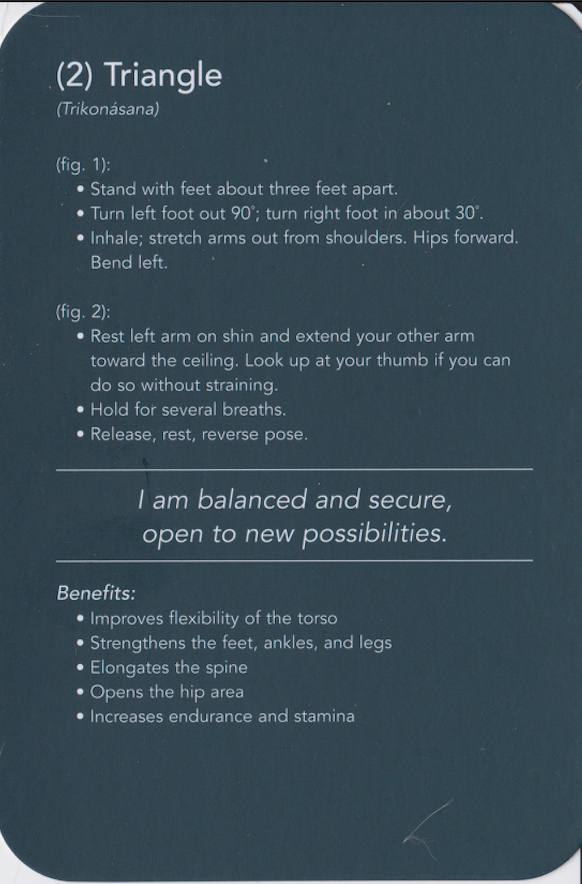 (2) Triangle
(Trikonásana)
(fig. 1):
• Stand with feet about three feet apart.
• Turn left foot out 90°; turn right foot in about 30°.
• Inhale; stretch arms out from shoulders. Hips forward.
Bend left.
(fig. 2):
• Rest left arm on shin and extend your other arm
toward the ceiling. Look up at your thumb if you can
do so without straining.
• Hold for several breaths.
• Release, rest, reverse pose.
I am balanced and secure,
open to new possibilities.
Benefits:
• Improves flexibility of the torso
• Strengthens the feet, ankles, and legs
• Elongates the spine
• Opens the hip area
• Increases endurance and stamina